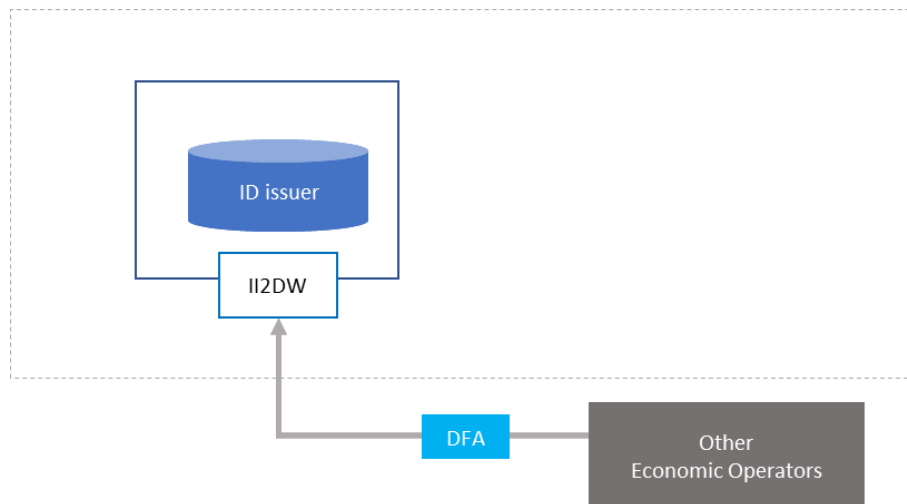 ID issuer
II2DW
DFA
Other
Economic Operators